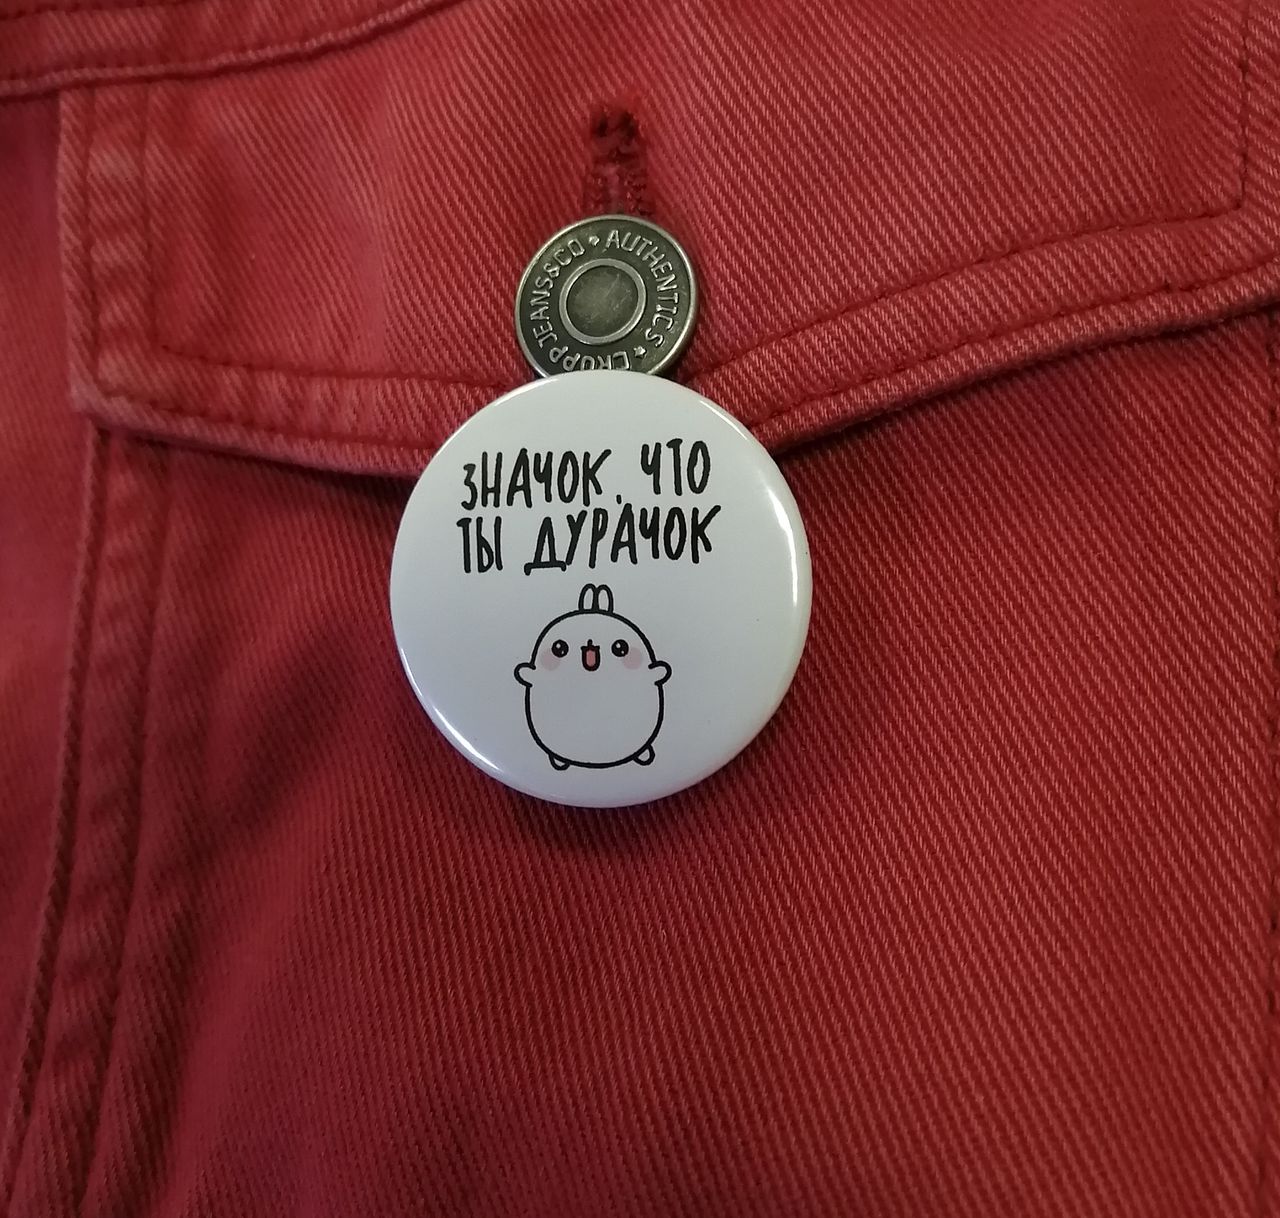 JEANS&CO • AUTHENTICS • CROPP
ЗНАЧОК, ЧТО
ТЫ ДУРАЧОК